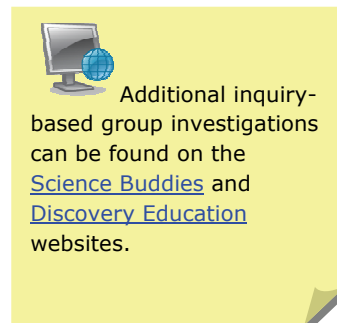 Additional inquiry-
based group investigations
can be found on the
Science Buddies and
Discovery Education
websites.